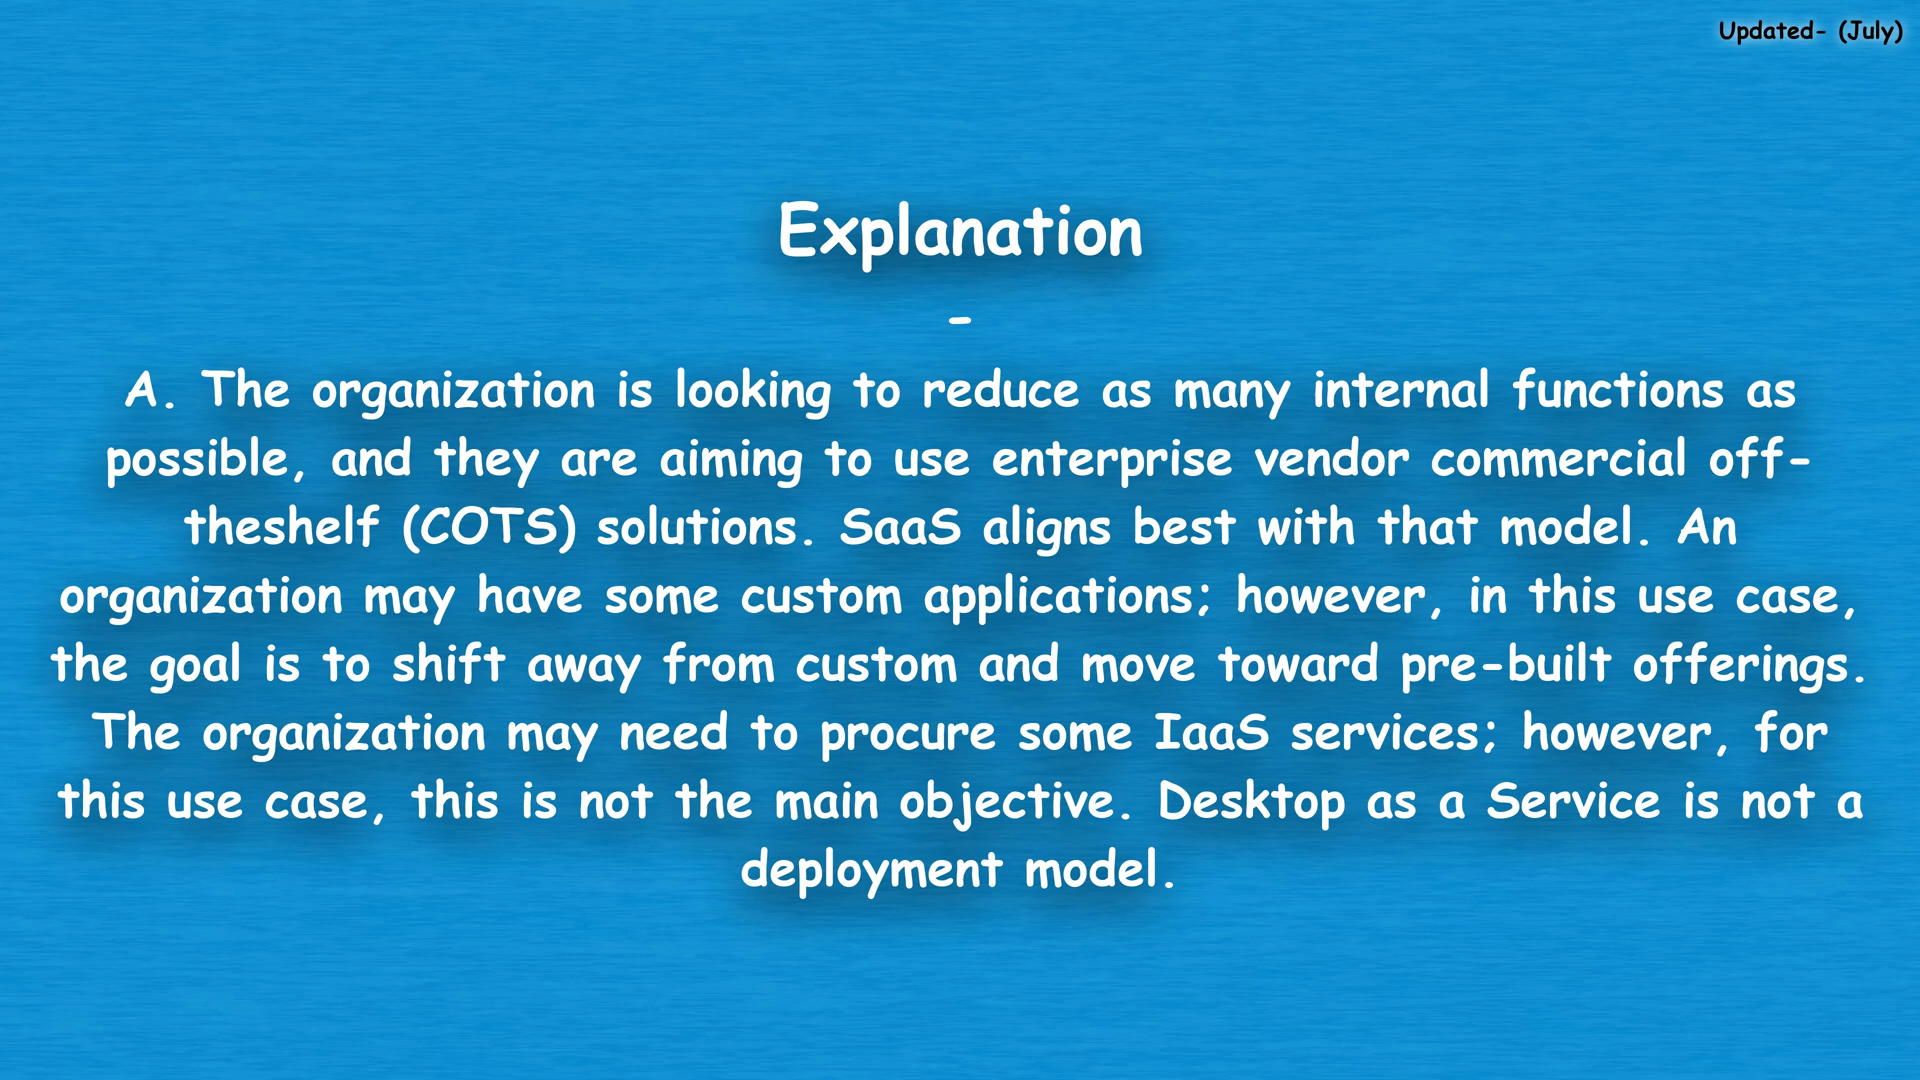 Updated- (July)
Explanation
-
A. The organization is looking to reduce as many internal functions as
possible, and they are aiming to use enterprise vendor commercial off-
theshelf (COTS) solutions. SaaS aligns best with that model. An
organization may have some custom applications; however, in this use case,
the goal is to shift away from custom and move toward pre-built offerings.
The organization may need to procure some IaaS services; however, for
this use case, this is not the main objective. Desktop as a Service is not a
deployment model.